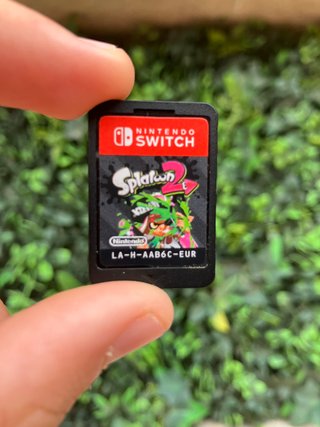 NINTENDO
SWITCH
Splatoon 2
Nintendo
LA-H-AAB6C-EUR